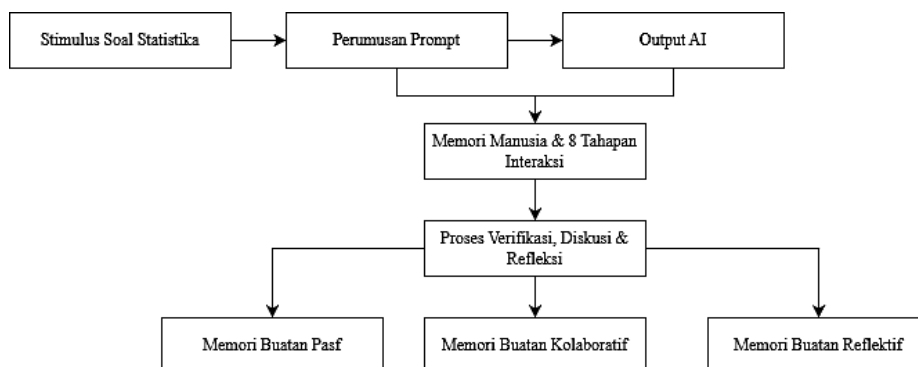 Stimulus Soal Statistika
Perumusan Prompt
Output AI
Memori Manusia & 8 Tahapan
Interaksi
Proses Verifikasi, Diskusi &
Refleksi
Memori Buatan Pasf
Memori Buatan Kolaboratif
Memori Buatan Reflektif